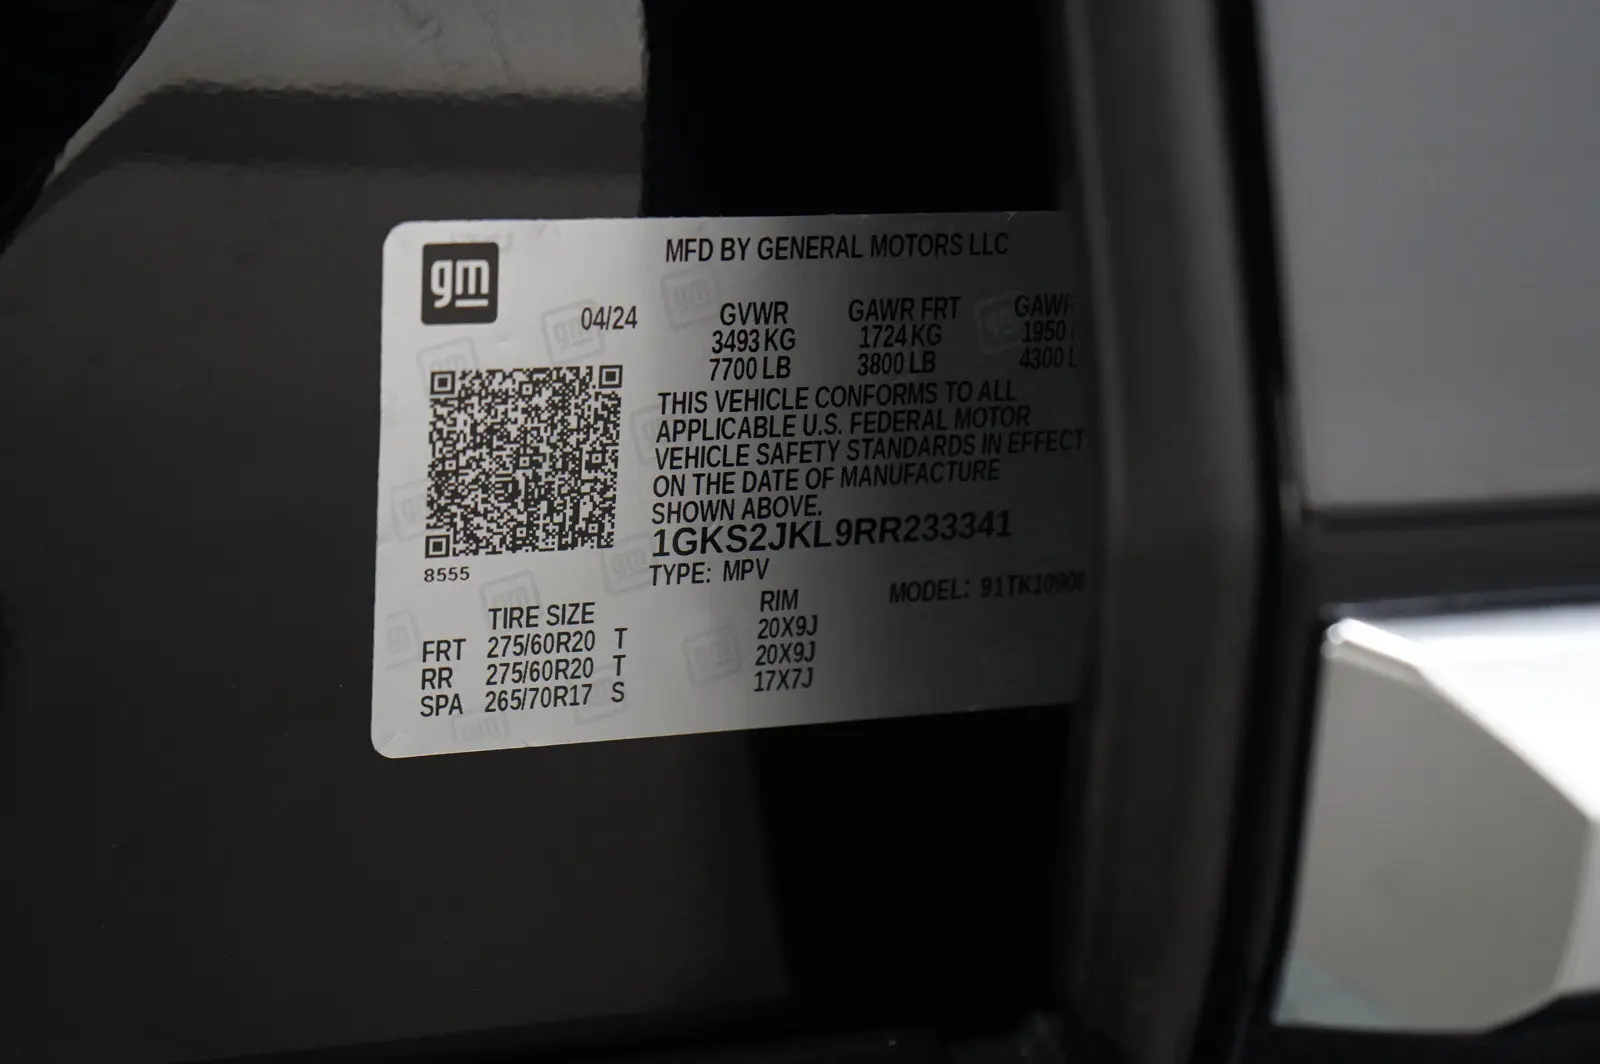 gm
MFD BY GENERAL MOTORS LLC
04/24
GVWR GAWR FRT
3493 KG 1724 KG 1950
7700 LB 3800 LB 4300 L
THIS VEHICLE CONFORMS TO ALL
APPLICABLE U.S. FEDERAL MOTOR
VEHICLE SAFETY STANDARDS IN EFFECT
ON THE DATE OF MANUFACTURE
SHOWN ABOVE.
1GKS2JKL9RR233341
8555
TYPE: MPV MODEL:
TIRE SIZE RIM
FRT 275/60R20 T 20X9J
RR 275/60R20 T 20X9J
SPA 265/70R17 S 17X7J